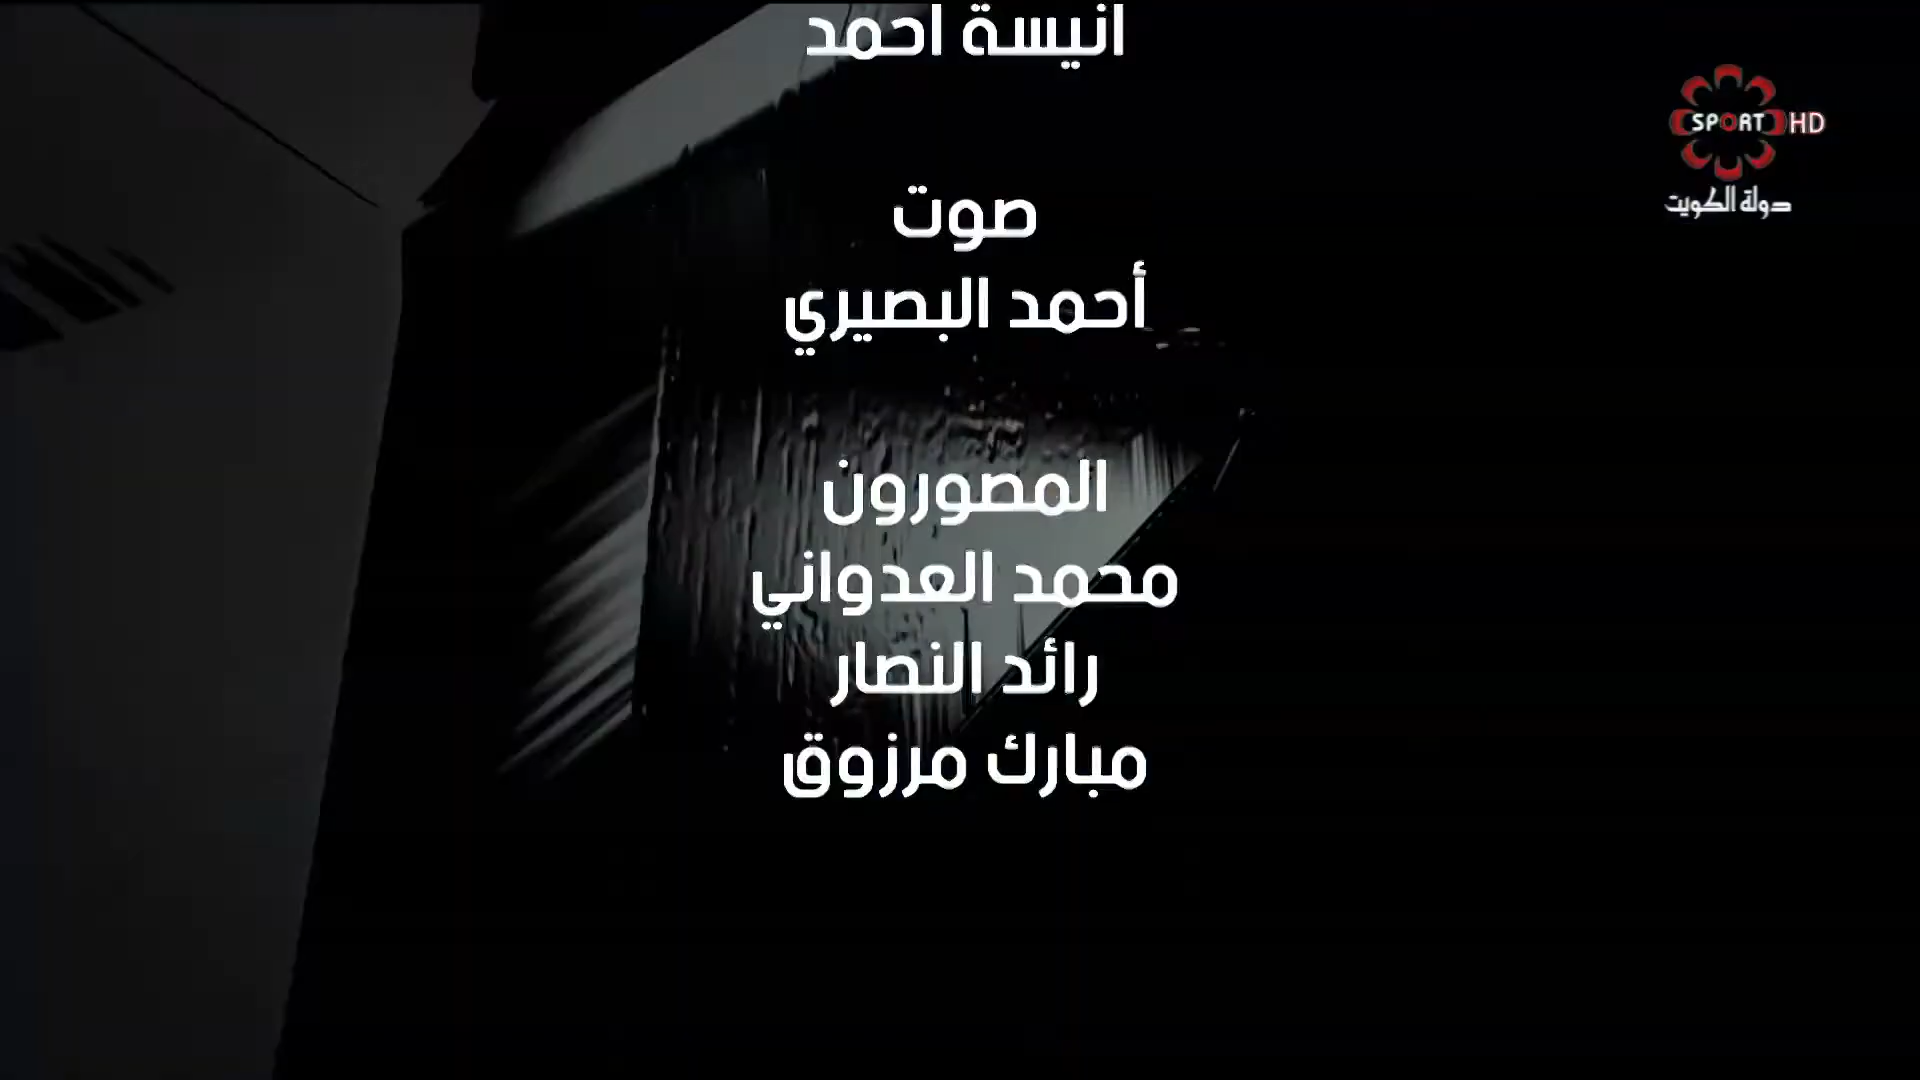 انيسة احمد
SPORT HD
دولة الكويت
صوت
أحمد البصيري
المصورون
محمد العدواني
رائد النصار
مبارك مرزوق